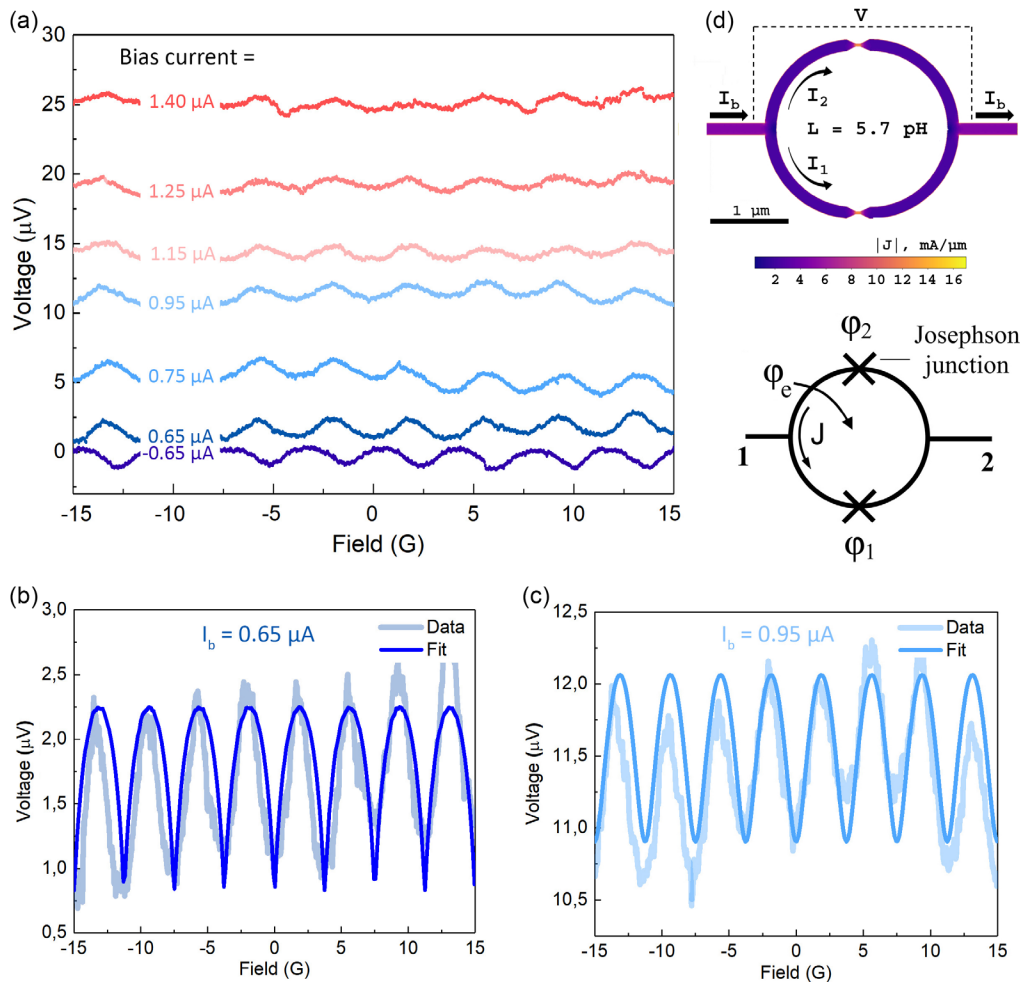 (a)
Bias current =
1.40 μA
1.25 μA
1.15 μA
0.95 μA
0.75 μA
0.65 μA
-0.65 μA
30
25
20
15
10
5
0
Voltage (μV)
-15 -10 -5 0 5 10 15
Field (G)
(d)
V
I_b
I_b
I_2
L = 5.7 pH
I_1
1 μm
|J|, mA/μm
2 4 6 8 10 12 14 16
φ_2
Josephson
junction
φ_e
J
1
2
φ_1
(b)
I_b = 0.65 μA
Data
Fit
3,0
2,5
2,0
1,5
1,0
0,5
Voltage (μV)
-15 -10 -5 0 5 10 15
Field (G)
(c)
I_b = 0.95 μA
Data
Fit
12,5
12,0
11,5
11,0
10,5
Voltage (μV)
-15 -10 -5 0 5 10 15
Field (G)